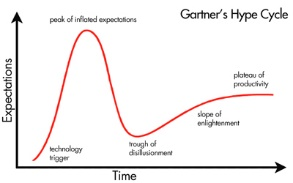 Gartner's Hype Cycle
peak of inflated expectations
plateau of
productivity
slope of
enlightenment
trough of
disillusionment
technology
trigger
Expectations
Time